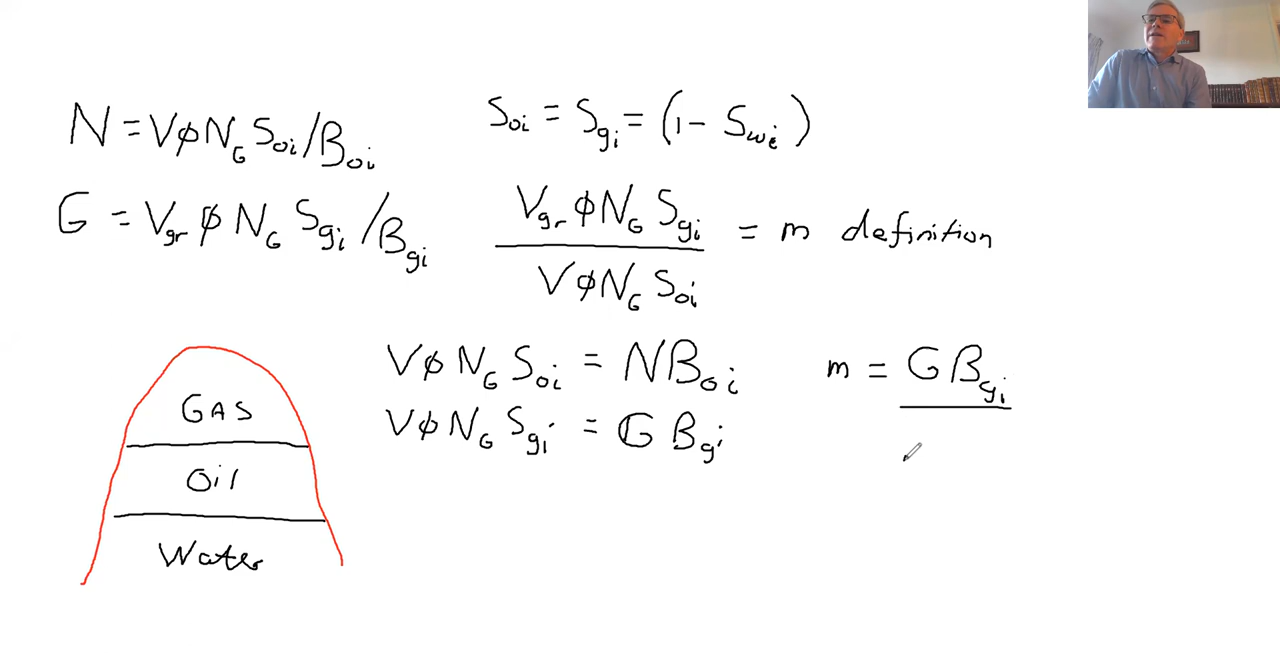 N = VφN_G S_oi / B_oi
G = V_gr φ N_G S_gi / B_gi
S_oi = S_gi = (1 - S_wi)
V_gr φ N_G S_gi
V φ N_G S_oi
= m definition
V φ N_G S_oi = N B_oi
V φ N_G S_gi = G B_gi
m = G B_gi
GAS
Oil
Water